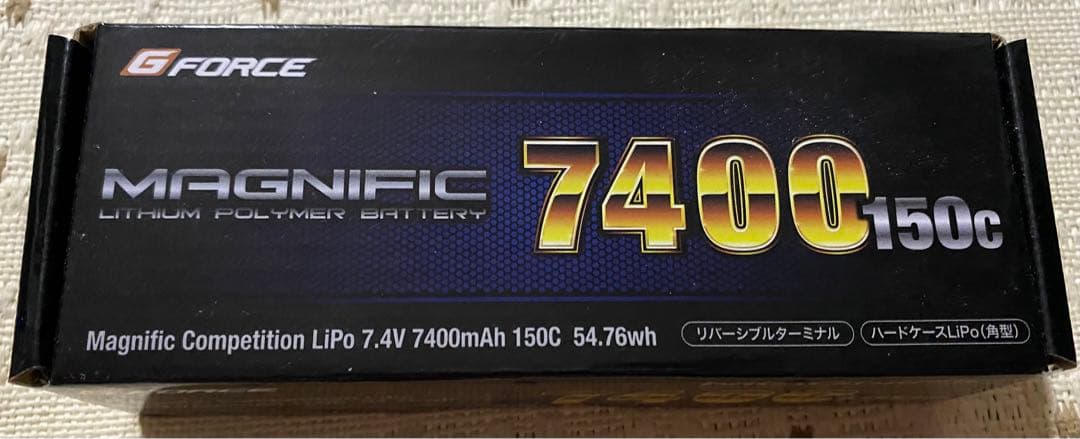 G FORCE
MAGNIFIC
LITHIUM POLYMER BATTERY
7400
150C
Magnific Competition LiPo 7.4V 7400mAh 150C 54.76wh
リバーシブルターミナル
ハードケースLiPo(角型)
7400